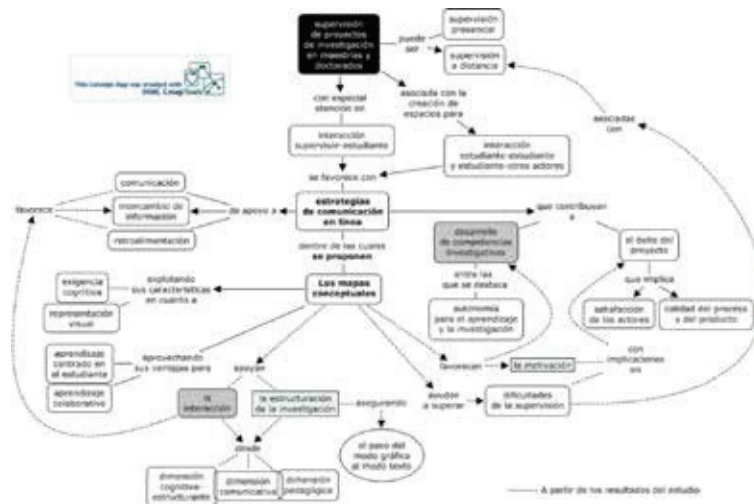 supervisión
de proyectos
de investigación
en maestrías y
doctorados
puede
ser
supervisión
presencial
supervisión
a distancia
This Concept Map was created with
IHMC CmapTools
con especial
atención en
asociada con la
creación de
espacios para
asociadas
con
interacción
supervisor-estudiante
interacción
estudiante-estudiante
y estudiante-otros actores
se favorece con
comunicación
favorece
intercambio de
información
retroalimentación
de apoyo a
estrategias
de comunicación
en línea
que contribuyen
a
dentro de las cuales
se proponen
desarrollo
de competencias
investigativas
el éxito del
proyecto
exigencia
cognitiva
representación
visual
explotando
sus características
en cuanto a
Los mapas
conceptuales
entre las
que se destaca
que implica
autonomía
para el aprendizaje
y la investigación
satisfacción
de los actores
calidad del proceso
y del producto
aprendizaje
centrado en
el estudiante
aprendizaje
colaborativo
aprovechando
sus ventajas para
apoyan
favorecen
la motivación
con
implicaciones
en
ayudan
a superar
dificultades
de la supervisión
la
interacción
la estructuración
de la investigación
asegurando
el paso del
modo gráfico
al modo texto
desde
dimensión
cognitiva-
estructurante
dimensión
comunicativa
dimensión
pedagógica
A partir de los resultados del estudio